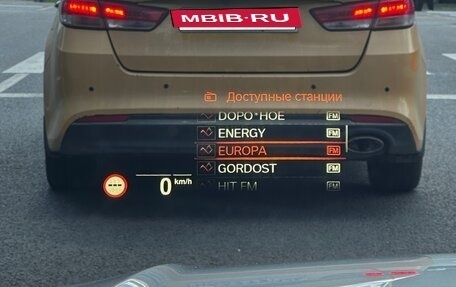 MBIB·RU
Доступные станции
DOPO*HOE FM
ENERGY FM
EUROPA FM
GORDOST FM
HIT FM FM
---
0 km/h